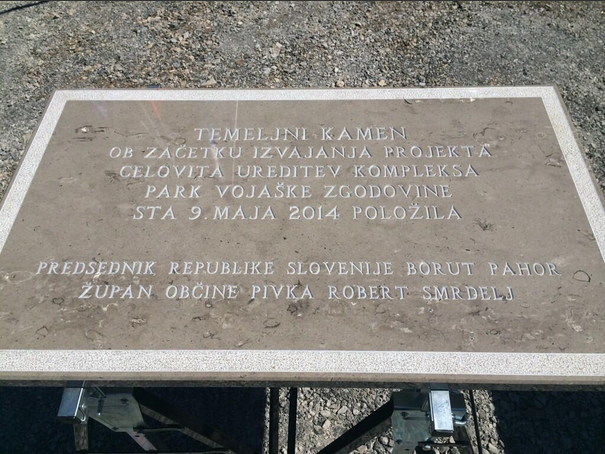 TEMELJNI KAMEN
OB ZAČETKU IZVAJANJA PROJEKTA
CELOVITA UREDITEV KOMPLEKSA
PARK VOJAŠKE ZGODOVINE
STA 9. MAJA 2014 POLOŽILA
PREDSEDNIK REPUBLIKE SLOVENIJE BORUT PAHOR
ŽUPAN OBČINE PIVKA ROBERT SMRDELJ